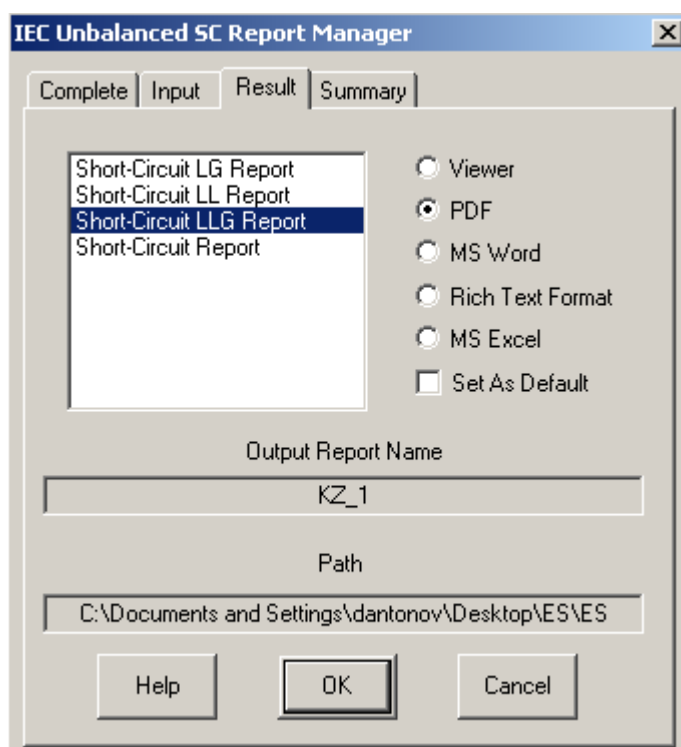 IEC Unbalanced SC Report Manager
Complete Input Result Summary
Short-Circuit LG Report
Short-Circuit LL Report
Short-Circuit LLG Report
Short-Circuit Report
Viewer
PDF
MS Word
Rich Text Format
MS Excel
Set As Default
Output Report Name
KZ_1
Path
C:\Documents and Settings\dantonov\Desktop\ES\ES
Help OK Cancel